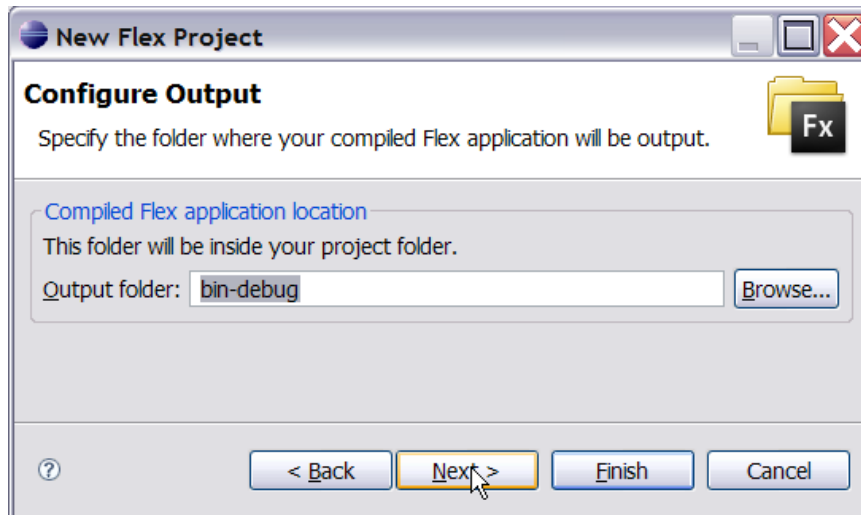 New Flex Project
Configure Output
Specify the folder where your compiled Flex application will be output.
Fx
Compiled Flex application location
This folder will be inside your project folder.
Output folder: bin-debug Browse...
? < Back Next > Finish Cancel